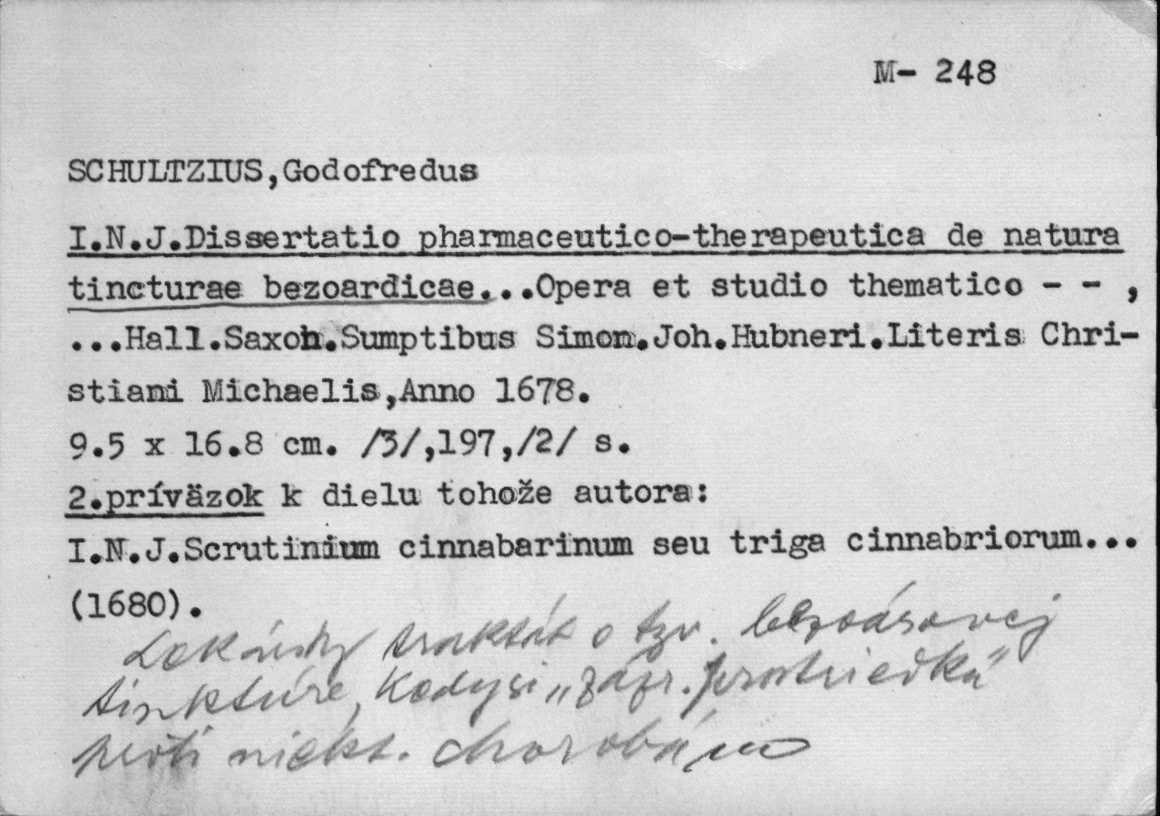 M- 248
SCHULTZIUS,Godofredus
I.N.J.Dissertatio pharmaceutico-therapeutica de natura
tincturae bezoardicae...Opera et studio thematico - - ,
...Hall.Saxon.Sumptibus Simon.Joh.Hubneri.Literis Chri-
stiani Michaelis,Anno 1678.
9.5 x 16.8 cm. /3/,197,/2/ s.
2.príväzok k dielu tohože autora:
I.N.J.Scrutinium cinnabarinum seu triga cinnabriorum...
(1680).
Lekársky traktát o tzv. bezoárovej
tinktúre, kedysi „zázr. prostriedku"
proti niekt. chorobám